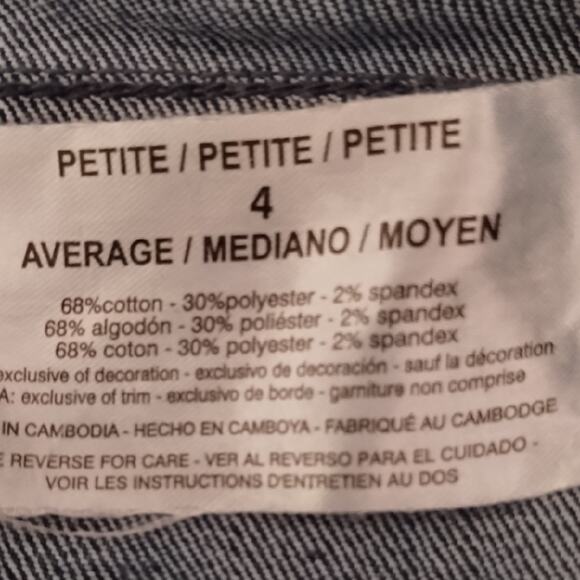 PETITE / PETITE / PETITE
4
AVERAGE / MEDIANO / MOYEN
68%cotton - 30%polyester - 2% spandex
68% algodón - 30% poliéster - 2% spandex
68% coton - 30% polyester - 2% spandex
exclusive of decoration - exclusivo de decoración - sauf la décoration
A: exclusive of trim - exclusivo de borde - garniture non comprise
IN CAMBODIA - HECHO EN CAMBOYA - FABRIQUÉ AU CAMBODGE
REVERSE FOR CARE - VER AL REVERSO PARA EL CUIDADO -
VOIR LES INSTRUCTIONS D'ENTRETIEN AU DOS